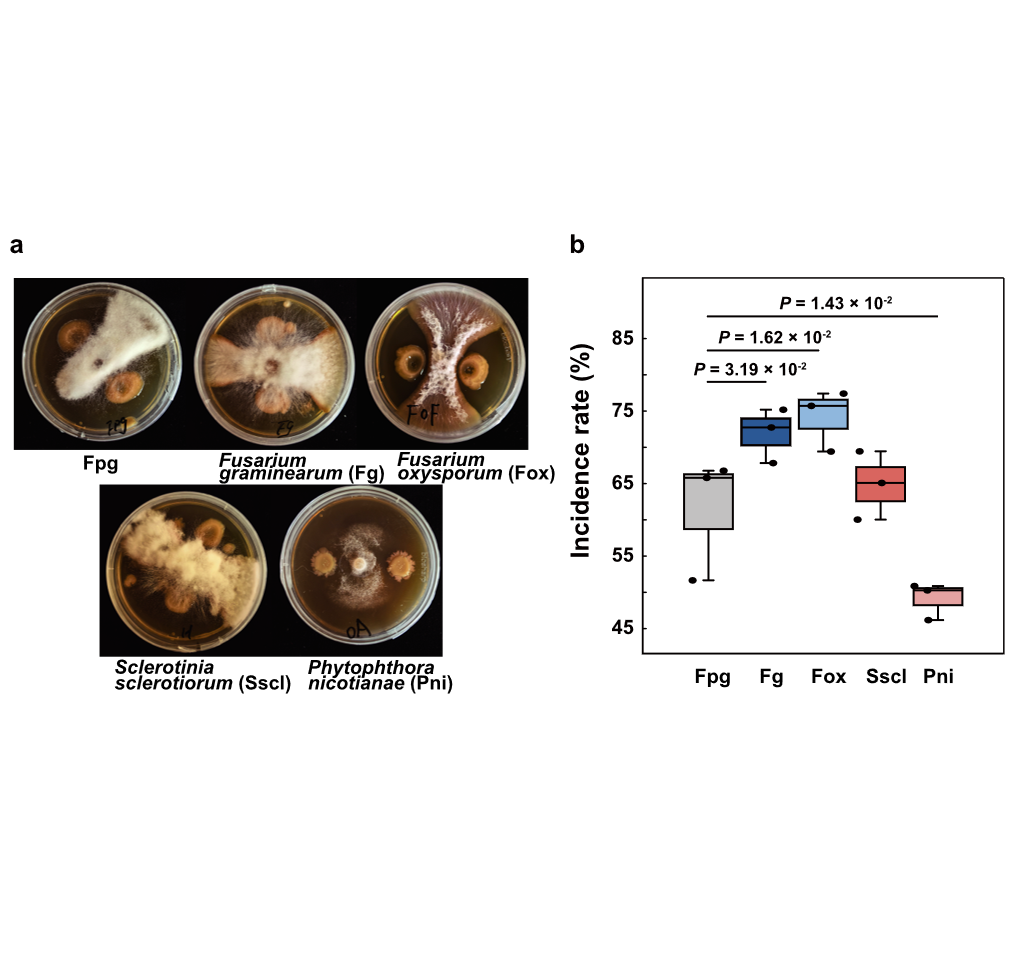 a
b
FoF
Fpg
Fusarium
graminearum (Fg)
Fusarium
oxysporum (Fox)
Sclerotinia
sclerotiorum (Sscl)
Phytophthora
nicotianae (Pni)
Incidence rate (%)
85
75
65
55
45
P = 1.43 × 10-2
P = 1.62 × 10-2
P = 3.19 × 10-2
Fpg Fg Fox Sscl Pni